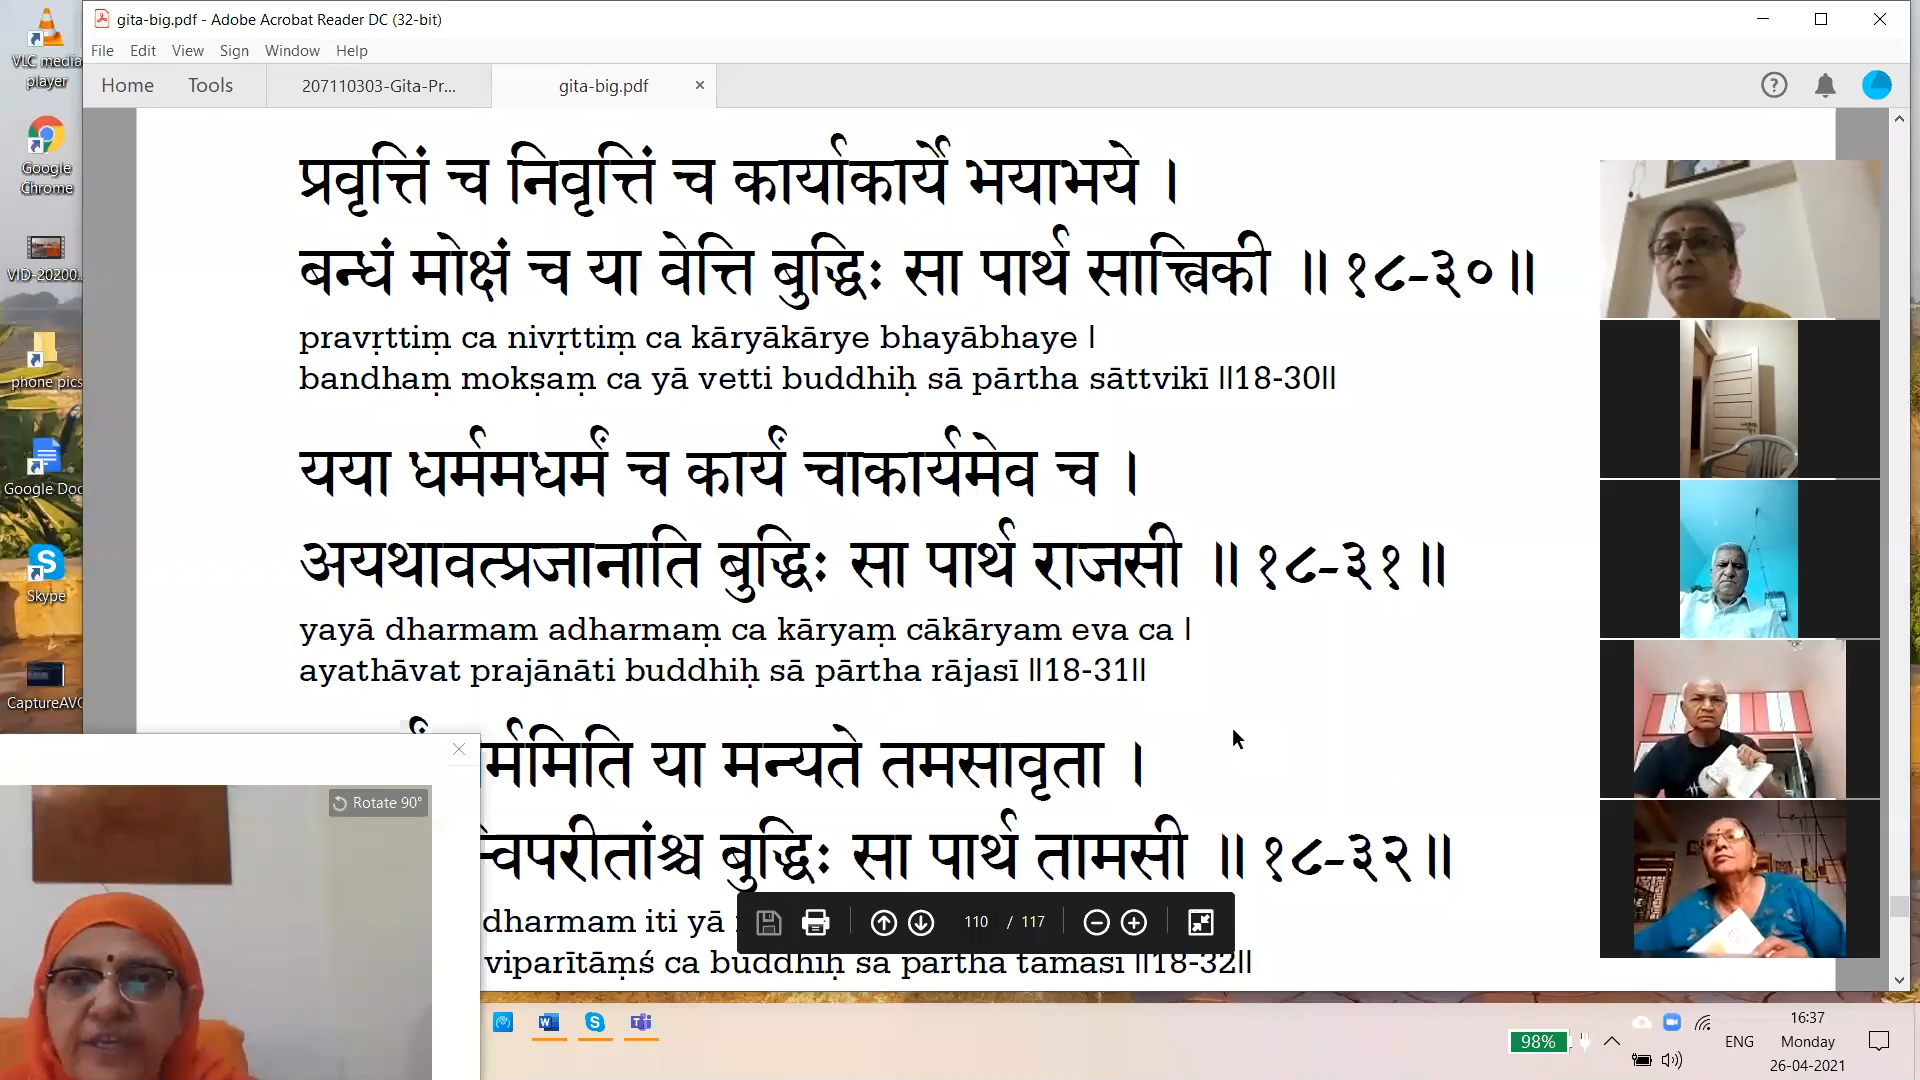 gita-big.pdf - Adobe Acrobat Reader DC (32-bit)
File Edit View Sign Window Help
Home Tools 207110303-Gita-Pr... gita-big.pdf ×
VLC media
player
Google
Chrome
VID-20200...
phone pics
Google Doc
Skype
CaptureAVC
प्रवृत्तिं च निवृत्तिं च कार्याकार्ये भयाभये ।
बन्धं मोक्षं च या वेत्ति बुद्धिः सा पार्थ सात्त्विकी ॥ १८-३०॥
pravṛttiṃ ca nivṛttiṃ ca kāryākārye bhayābhaye |
bandhaṃ mokṣaṃ ca yā vetti buddhiḥ sā pārtha sāttvikī ||18-30||
यया धर्ममधर्मं च कार्यं चाकार्यमेव च ।
अयथावत्प्रजानाति बुद्धिः सा पार्थ राजसी ॥ १८-३१॥
yayā dharmam adharmaṃ ca kāryaṃ cākāryam eva ca |
ayathāvat prajānāti buddhiḥ sā pārtha rājasī ||18-31||
र्ममिति या मन्यते तमसावृता ।
न्विपरीतांश्च बुद्धिः सा पार्थ तामसी ॥ १८-३२॥
dharmam iti yā
viparītāṃś ca buddhiḥ sā pārtha tāmasī ||18-32||
110 / 117
Rotate 90°
98%
ENG
16:37
Monday
26-04-2021